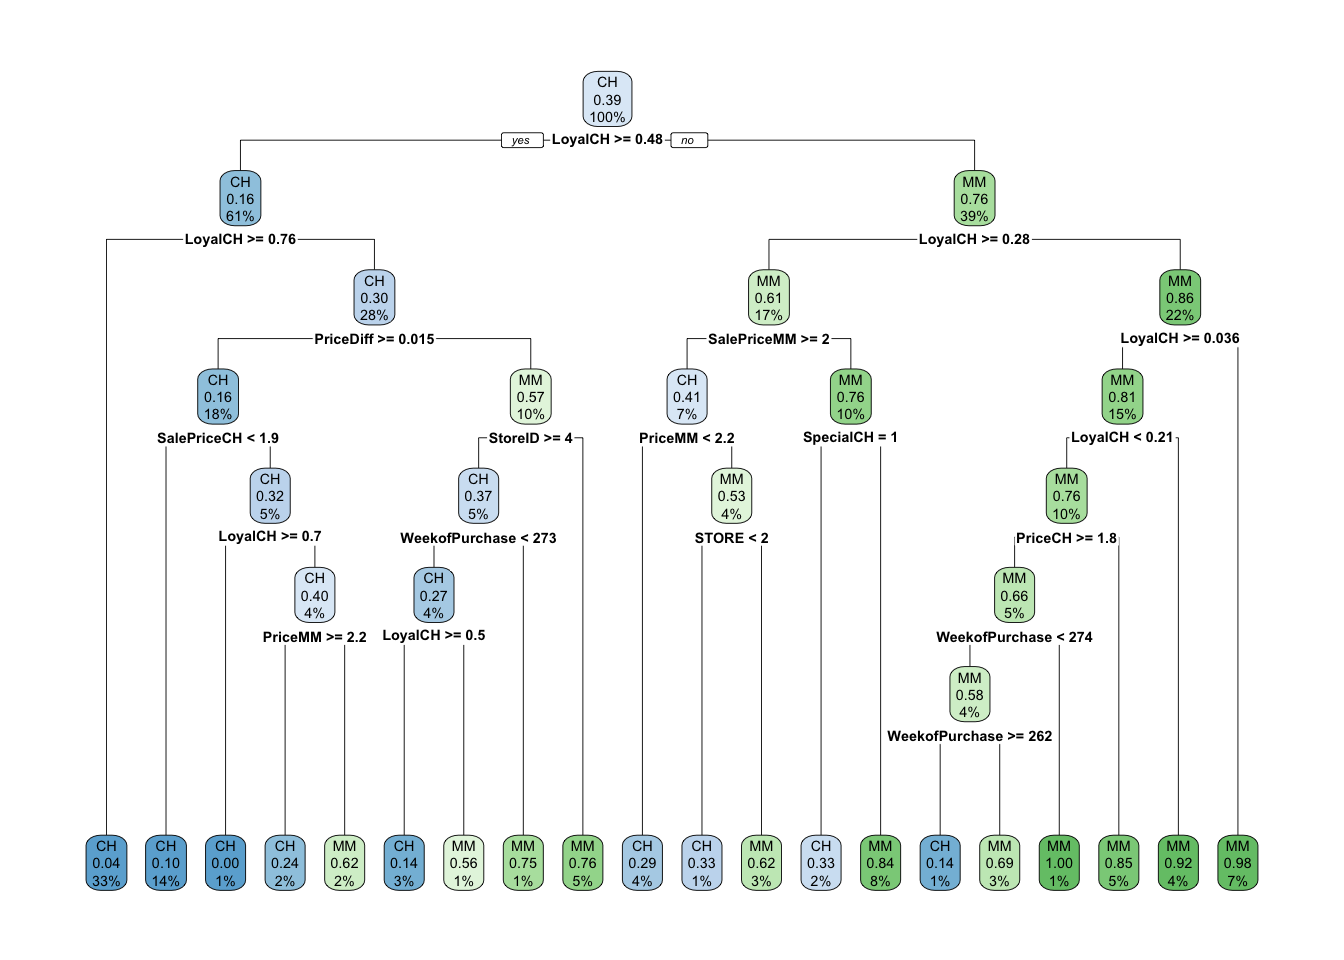 CH
0.39
100%
yes LoyalCH >= 0.48 no
CH
0.16
61%
MM
0.76
39%
LoyalCH >= 0.76
LoyalCH >= 0.28
CH
0.30
28%
MM
0.61
17%
MM
0.86
22%
PriceDiff >= 0.015
SalePriceMM >= 2
LoyalCH >= 0.036
CH
0.16
18%
MM
0.57
10%
CH
0.41
7%
MM
0.76
10%
MM
0.81
15%
SalePriceCH < 1.9
StoreID >= 4
PriceMM < 2.2
SpecialCH = 1
LoyalCH < 0.21
CH
0.32
5%
CH
0.37
5%
MM
0.53
4%
MM
0.76
10%
LoyalCH >= 0.7
WeekofPurchase < 273
STORE < 2
PriceCH >= 1.8
CH
0.40
4%
CH
0.27
4%
MM
0.66
5%
PriceMM >= 2.2
LoyalCH >= 0.5
WeekofPurchase < 274
MM
0.58
4%
WeekofPurchase >= 262
CH
0.04
33%
CH
0.10
14%
CH
0.00
1%
CH
0.24
2%
MM
0.62
2%
CH
0.14
3%
MM
0.56
1%
MM
0.75
1%
MM
0.76
5%
CH
0.29
4%
CH
0.33
1%
MM
0.62
3%
CH
0.33
2%
MM
0.84
8%
CH
0.14
1%
MM
0.69
3%
MM
1.00
1%
MM
0.85
5%
MM
0.92
4%
MM
0.98
7%